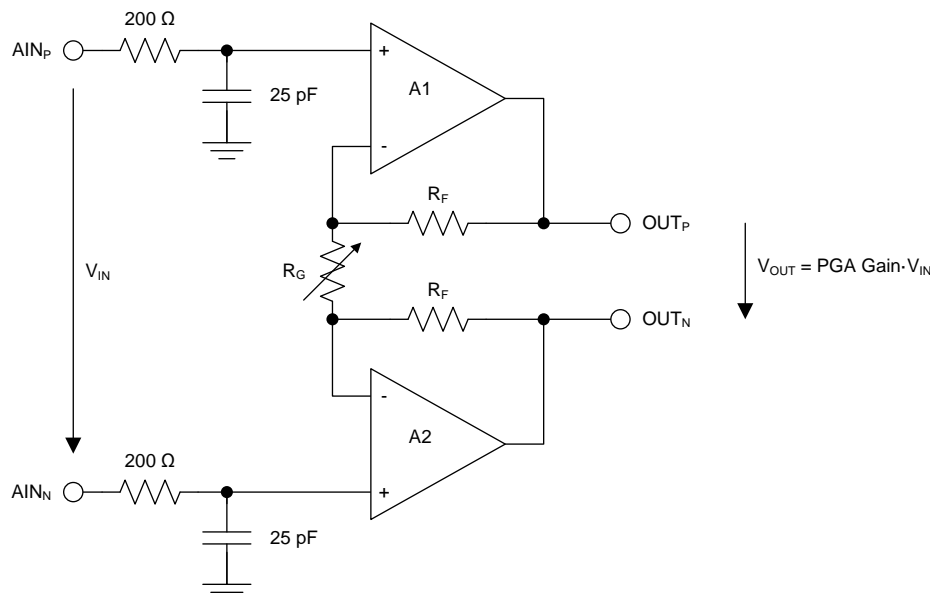 200 Ω
AINP
+
A1
25 pF
-
RF
OUTP
VIN
RG
VOUT = PGA Gain·VIN
RF
OUTN
-
A2
200 Ω
AINN
+
25 pF